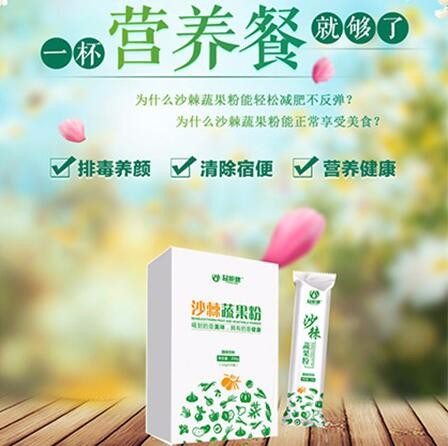 一杯营养餐就够了
为什么沙棘蔬果粉能轻松减肥不反弹？
为什么沙棘蔬果粉能正常享受美食？
排毒养颜 清除宿便 营养健康
沙棘蔬果粉
沙棘
蔬果粉